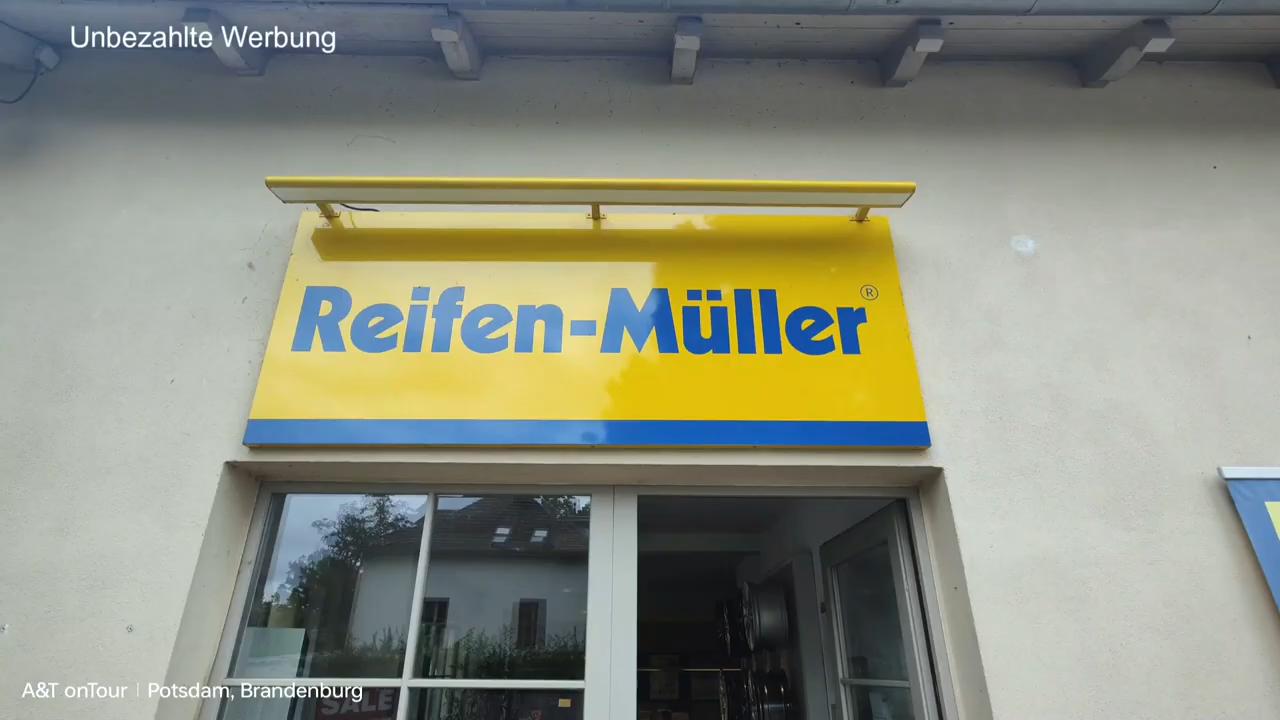 Unbezahlte Werbung
Reifen-Müller®
A&T onTour | Potsdam, Brandenburg
SALE